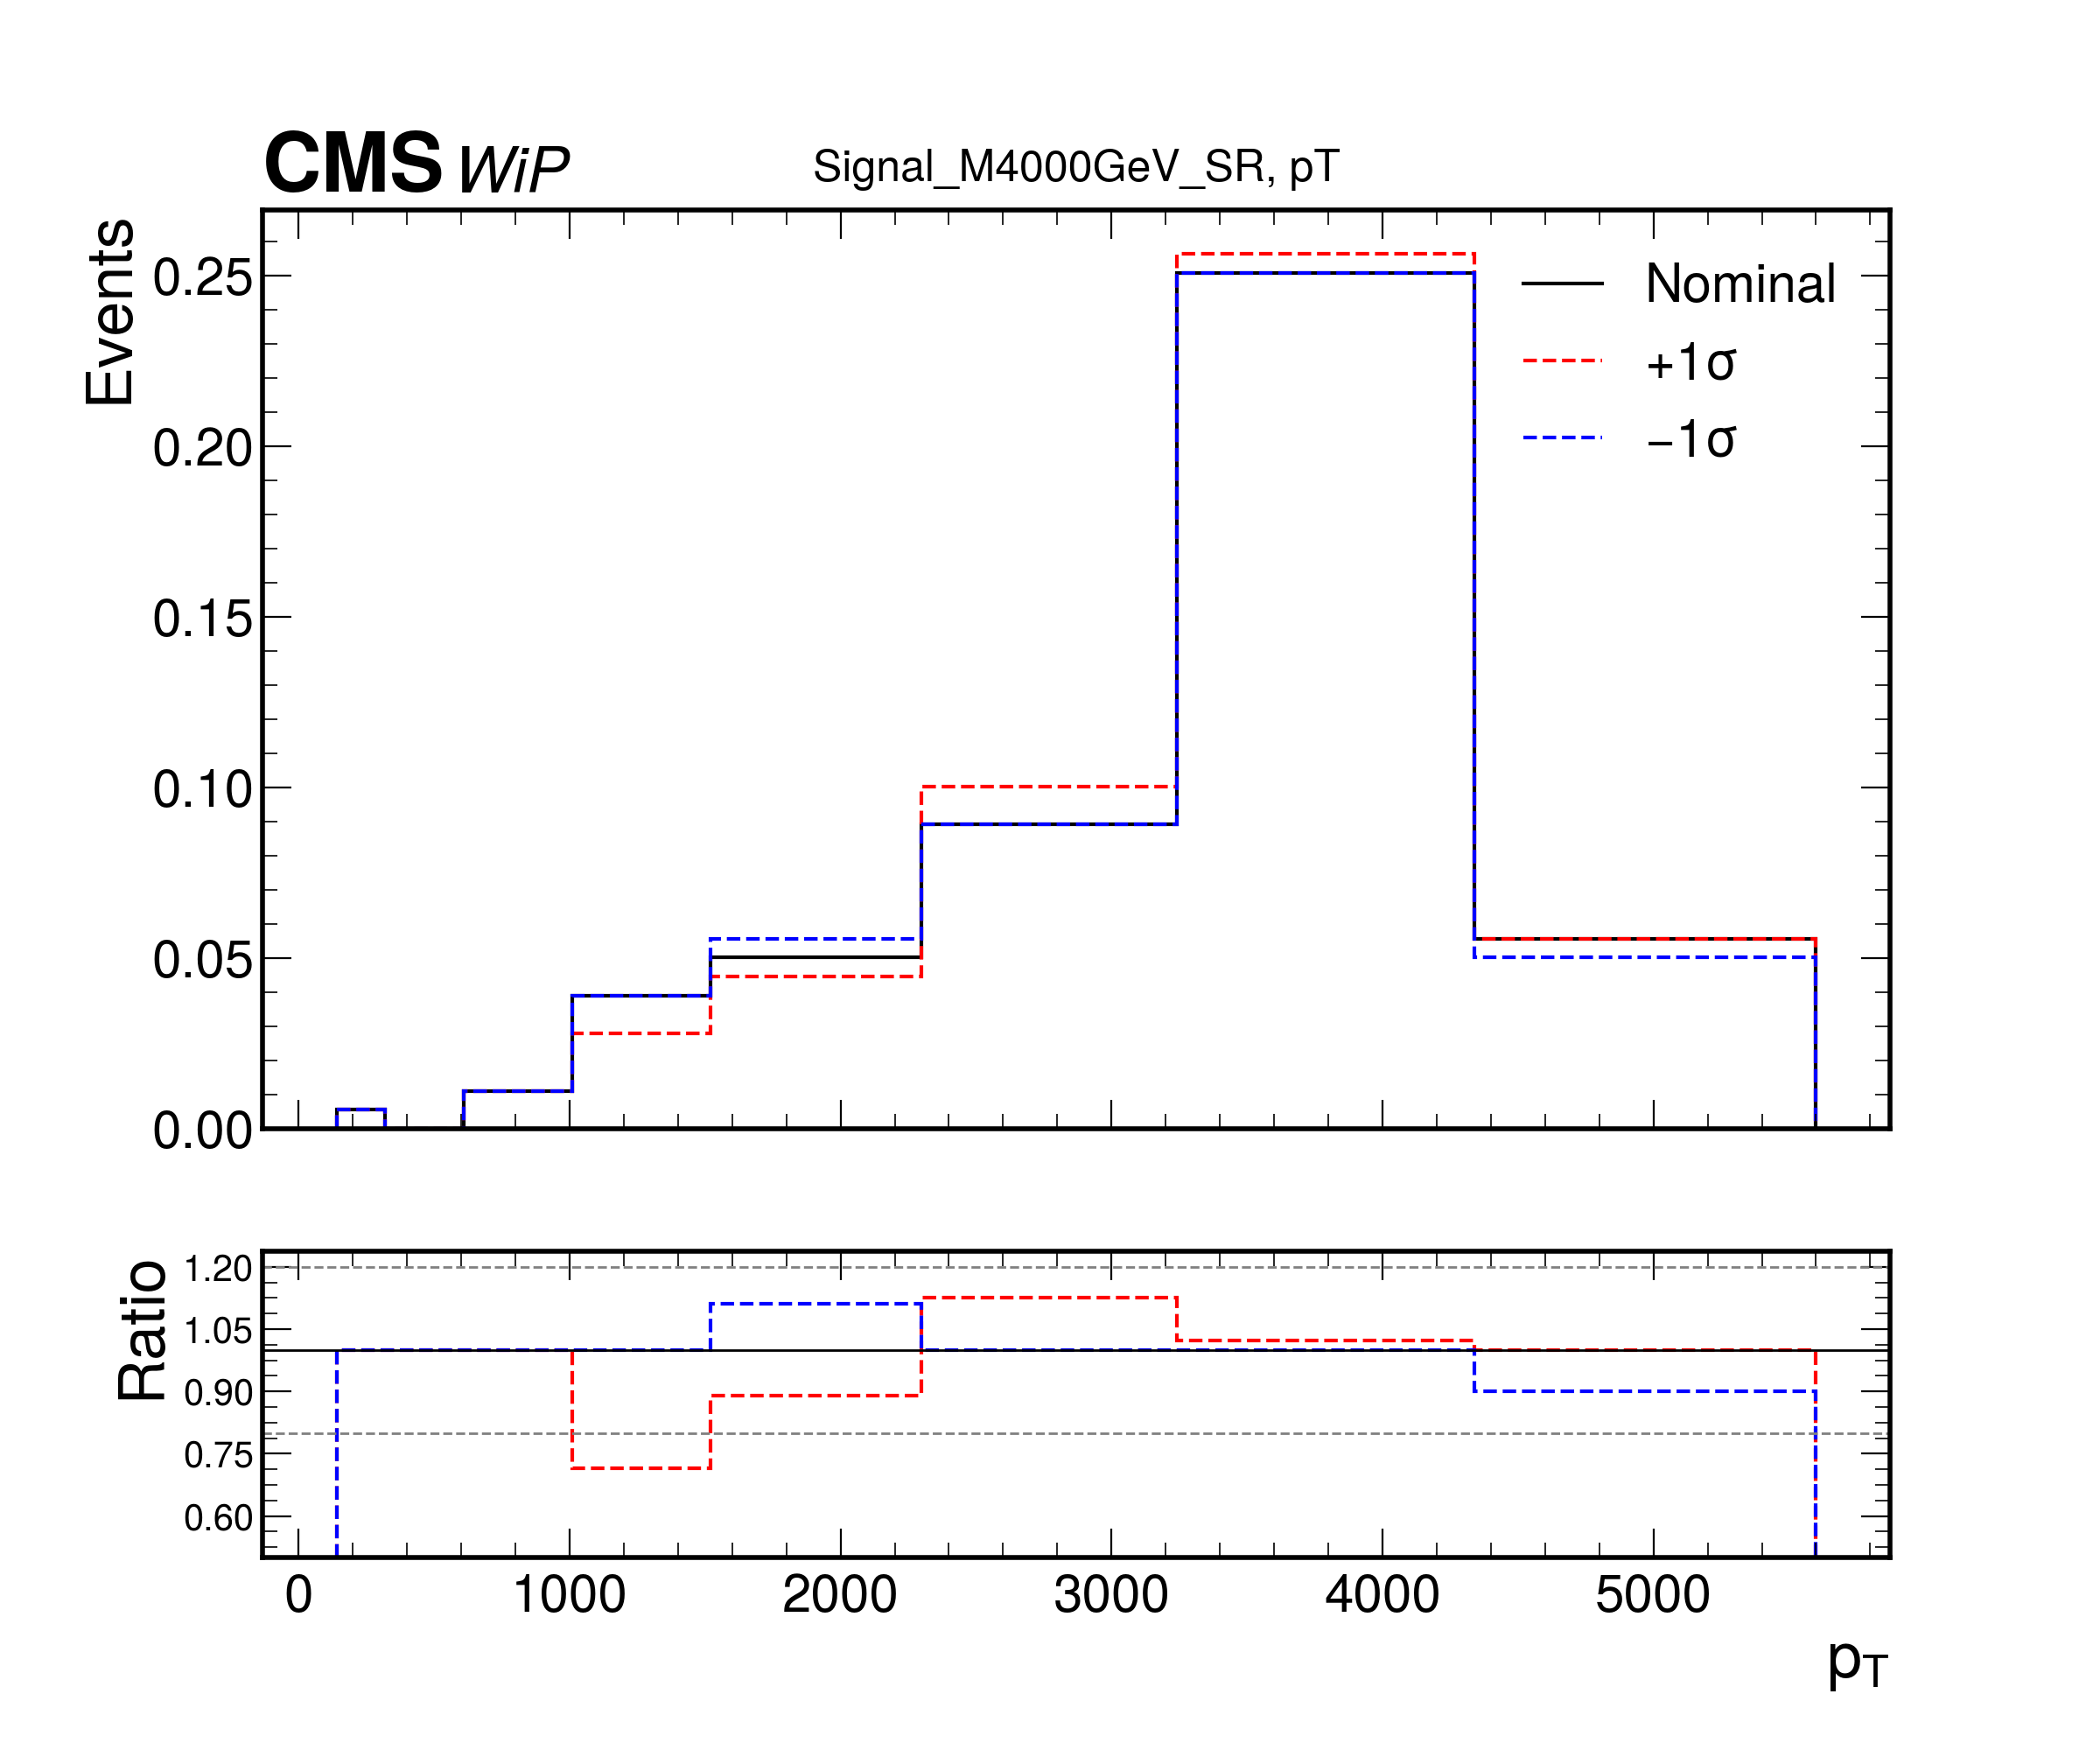 CMS WiP
Signal_M4000GeV_SR, pT
Events
0.25
0.20
0.15
0.10
0.05
0.00
Nominal
+1σ
−1σ
Ratio
1.20
1.05
0.90
0.75
0.60
0 1000 2000 3000 4000 5000
pT